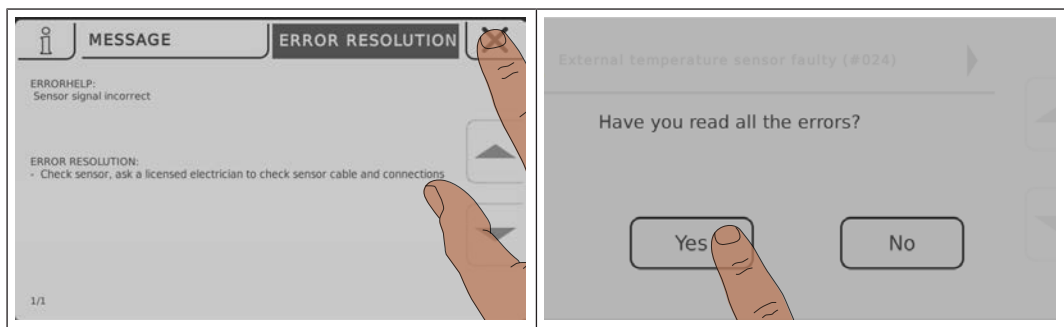 MESSAGE
ERROR RESOLUTION
ERRORHELP:
Sensor signal incorrect
ERROR RESOLUTION:
- Check sensor, ask a licensed electrician to check sensor cable and connections
1/1
External temperature sensor faulty (#024)
Have you read all the errors?
Yes
No